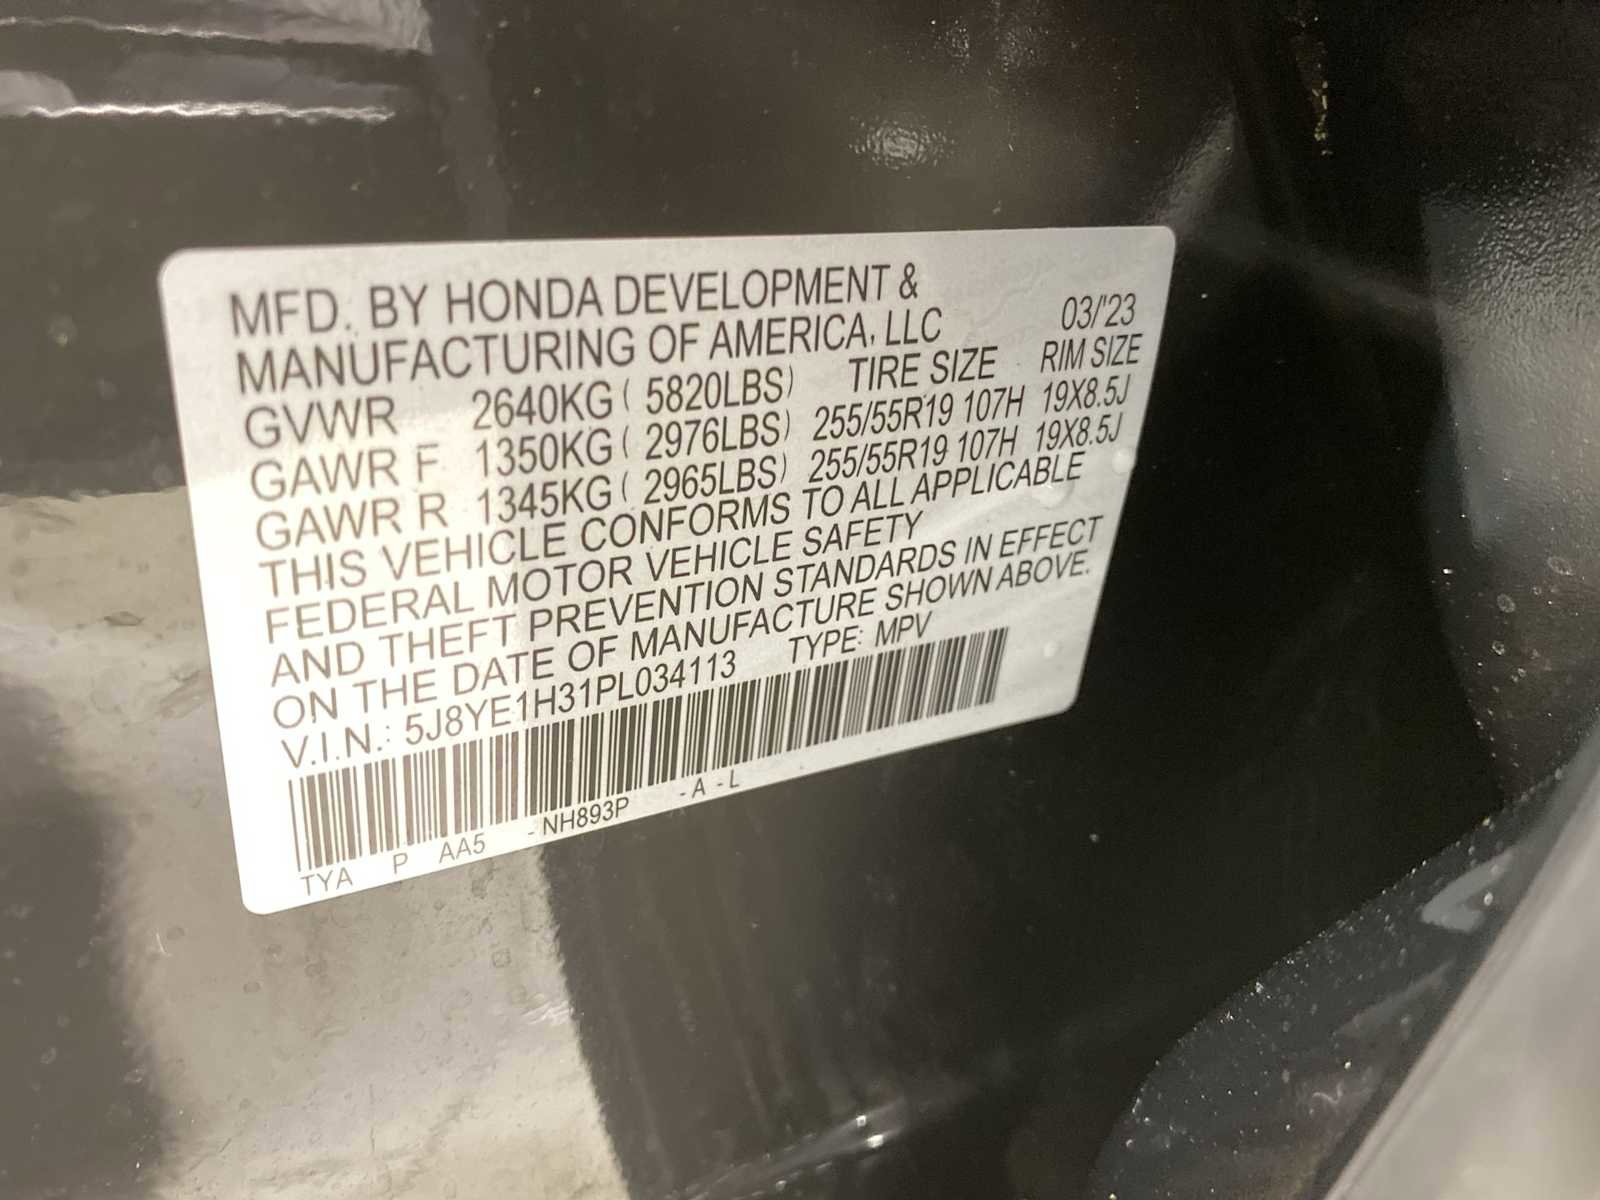 MFD. BY HONDA DEVELOPMENT &
MANUFACTURING OF AMERICA, LLC 03/'23
GVWR 2640KG ( 5820LBS) TIRE SIZE RIM SIZE
GAWR F 1350KG ( 2976LBS) 255/55R19 107H 19X8.5J
GAWR R 1345KG ( 2965LBS) 255/55R19 107H 19X8.5J
THIS VEHICLE CONFORMS TO ALL APPLICABLE
FEDERAL MOTOR VEHICLE SAFETY
AND THEFT PREVENTION STANDARDS IN EFFECT
ON THE DATE OF MANUFACTURE SHOWN ABOVE.
V.I.N.: 5J8YE1H31PL034113 TYPE: MPV
TYA P AA5 - NH893P - A - L